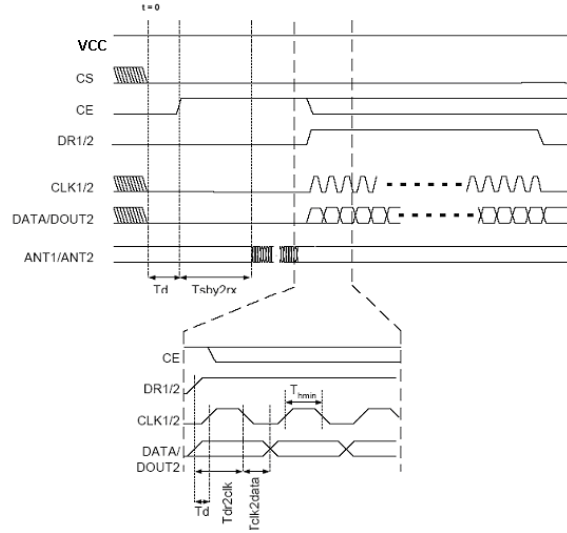 t = 0
VCC
CS
CE
DR1/2
CLK1/2
DATA/DOUT2
ANT1/ANT2
Td
Tsby2rx
CE
DR1/2
Thmin
CLK1/2
DATA/
DOUT2
Td
Tdr2clk
Tclk2data